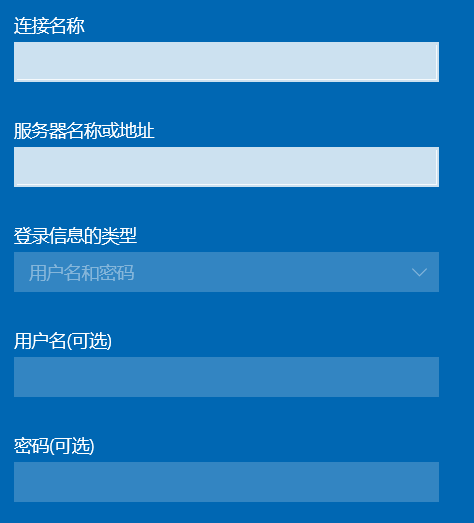 连接名称
服务器名称或地址
登录信息的类型
用户名和密码
用户名(可选)
密码(可选)